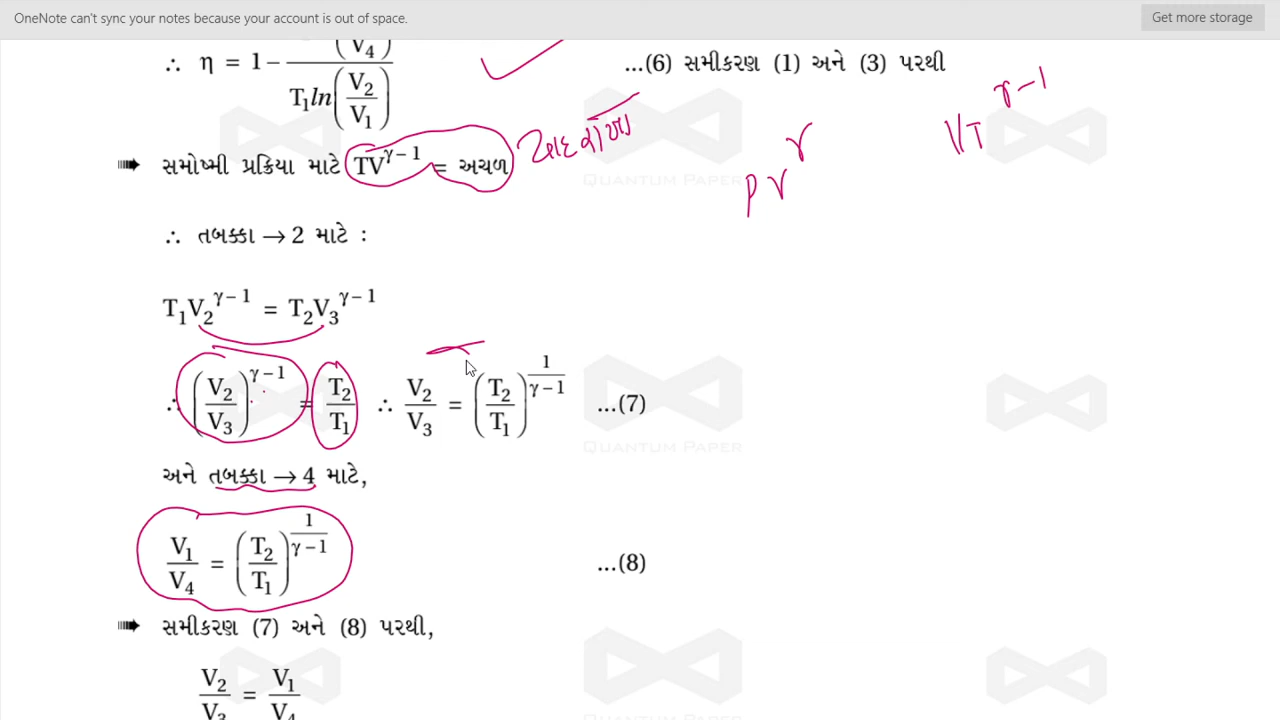 OneNote can't sync your notes because your account is out of space.
Get more storage
∴ η = 1 − (V₄) / T₁ln(V₂/V₁) ...(6) સમીકરણ (1) અને (3) પરથી
γ−1
યાદ રાખો
સમોષ્મી પ્રક્રિયા માટે TV^(γ−1) = અચળ
QUANTUM PAPER
∴ તબક્કા → 2 માટે :
T₁V₂^(γ−1) = T₂V₃^(γ−1)
∴ (V₂/V₃)^(γ−1) = T₂/T₁ ∴ V₂/V₃ = (T₂/T₁)^(1/(γ−1)) ...(7)
QUANTUM PAPER
અને તબક્કા → 4 માટે,
V₁/V₄ = (T₂/T₁)^(1/(γ−1)) ...(8)
સમીકરણ (7) અને (8) પરથી,
V₂/V₃ = V₁/V₄